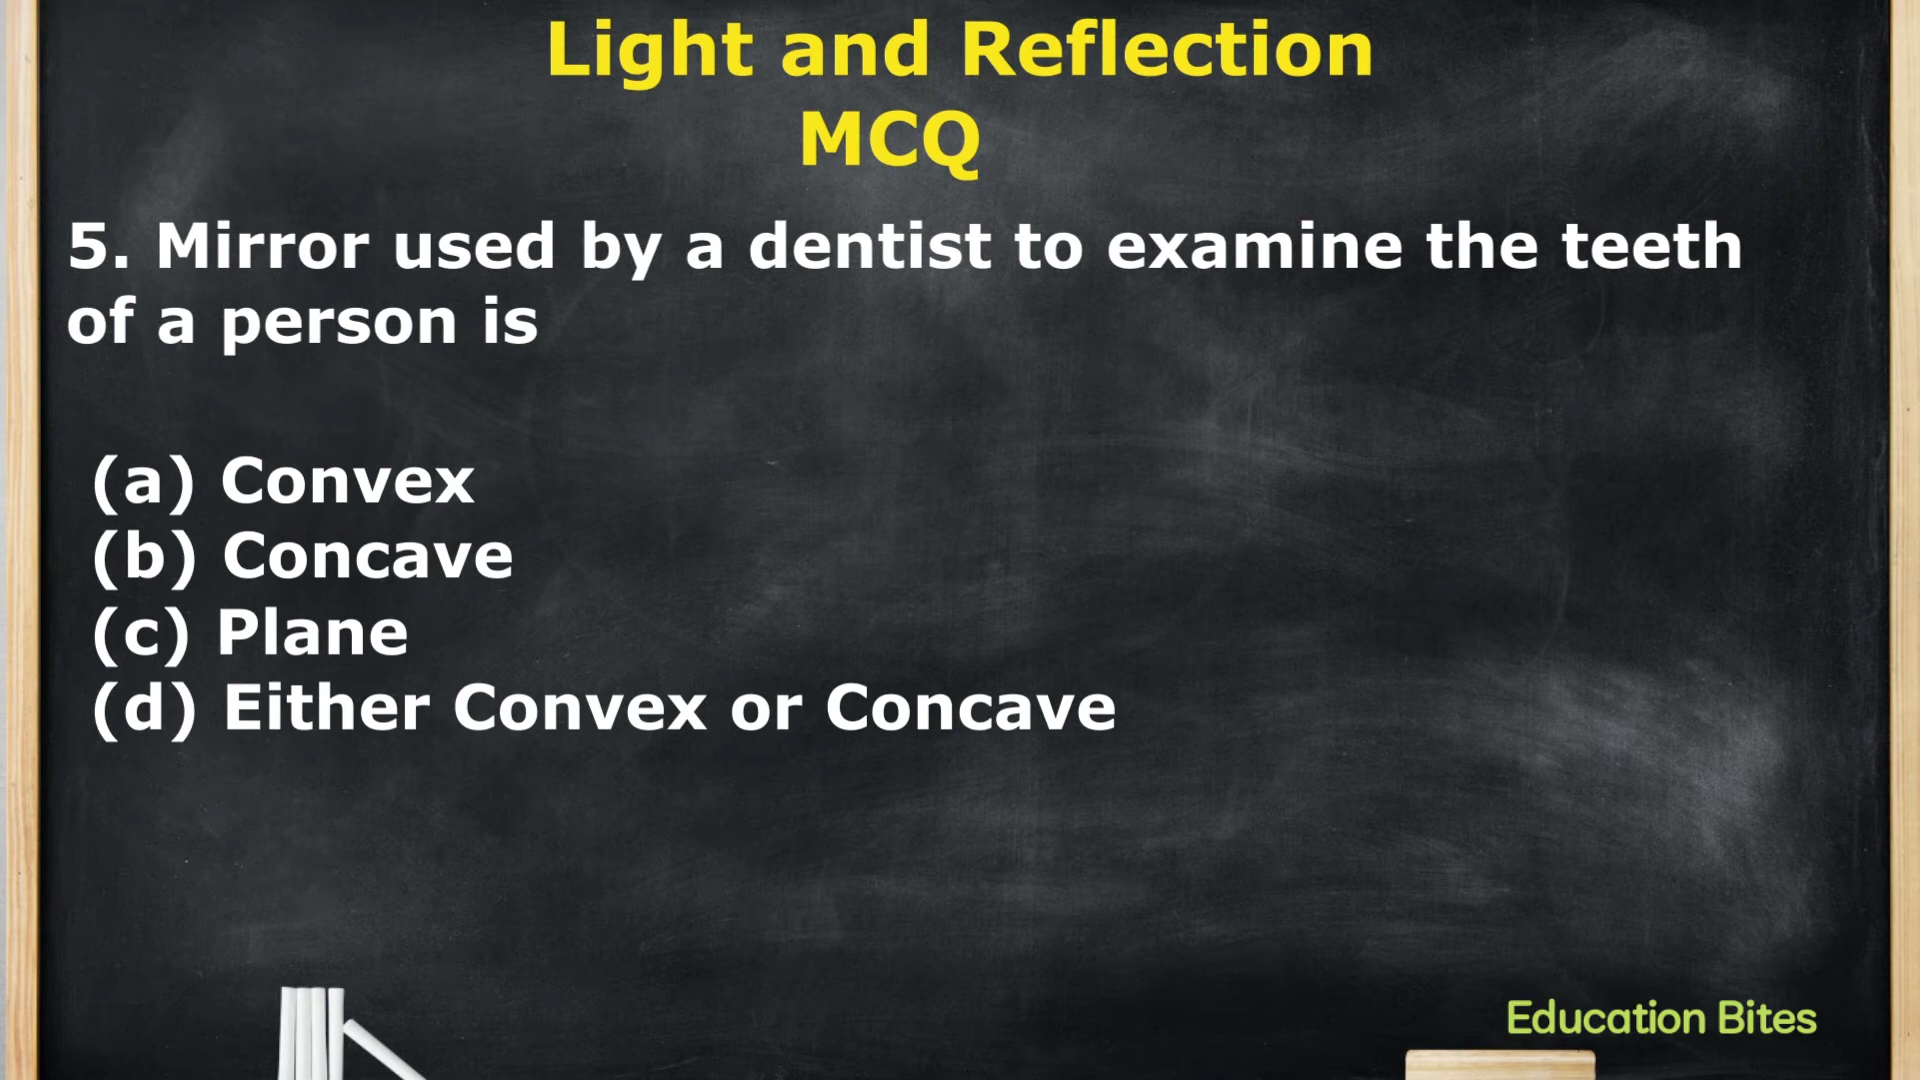 Light and Reflection
MCQ
5. Mirror used by a dentist to examine the teeth
of a person is
(a) Convex
(b) Concave
(c) Plane
(d) Either Convex or Concave
Education Bites